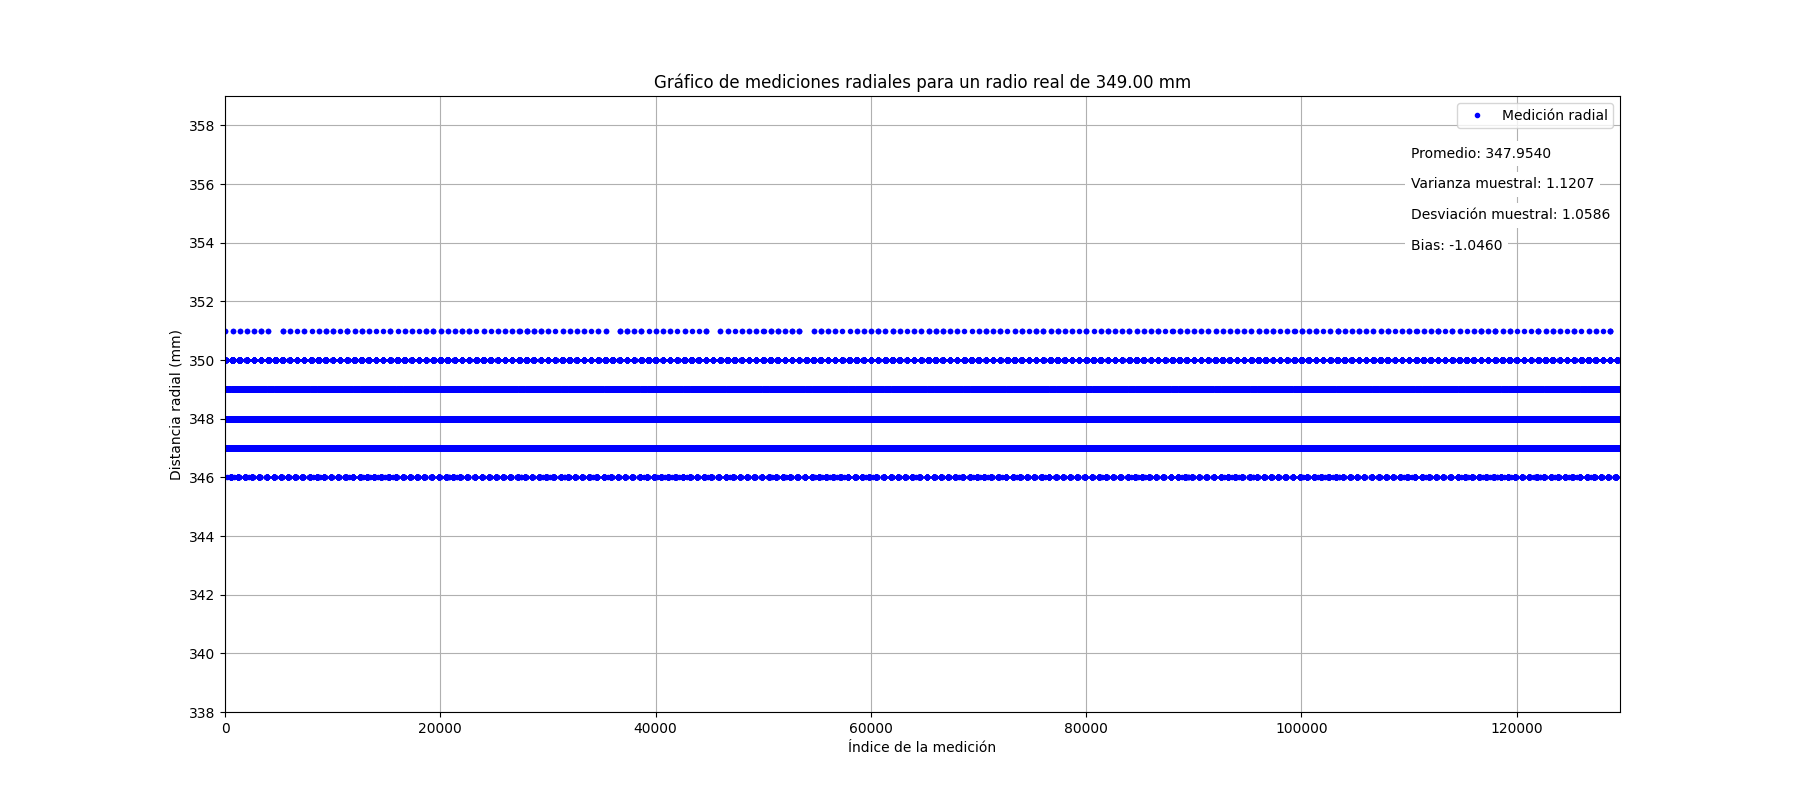 Gráfico de mediciones radiales para un radio real de 349.00 mm
Medición radial
Promedio: 347.9540
Varianza muestral: 1.1207
Desviación muestral: 1.0586
Bias: -1.0460
Distancia radial (mm)
358
356
354
352
350
348
346
344
342
340
338
0 20000 40000 60000 80000 100000 120000
Índice de la medición